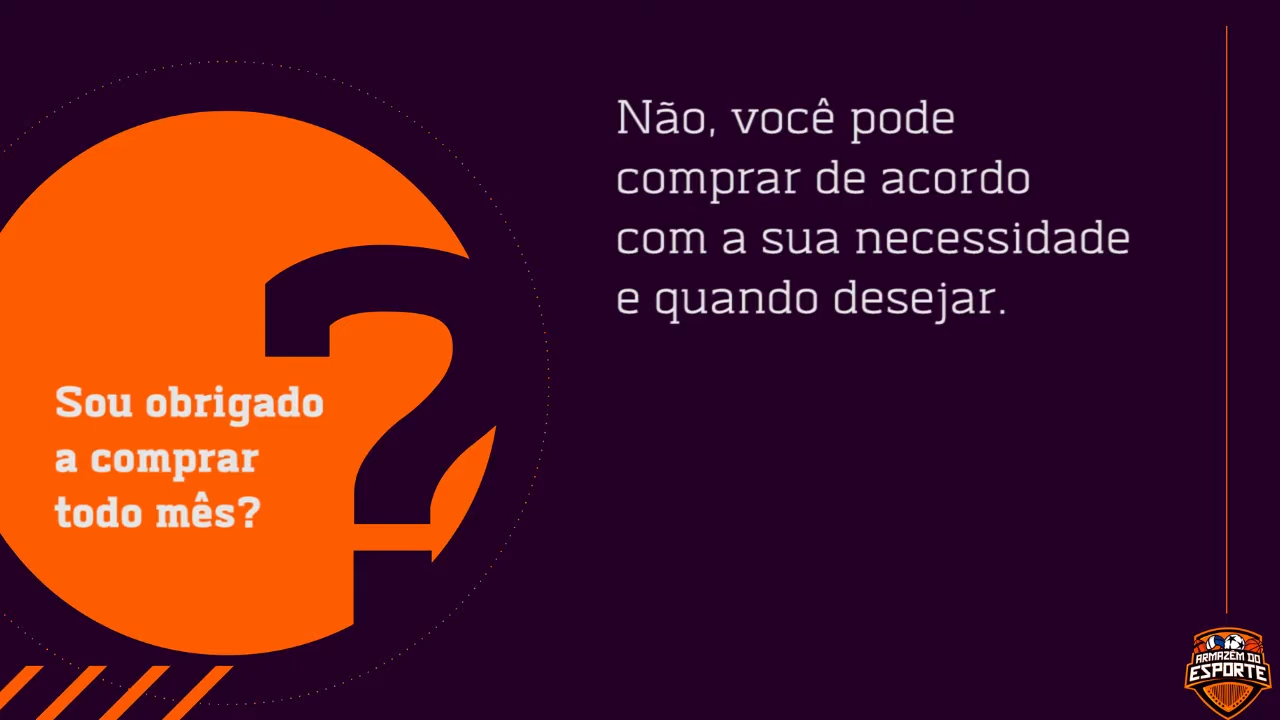 Sou obrigado
a comprar
todo mês?
Não, você pode
comprar de acordo
com a sua necessidade
e quando desejar.
ARMAZÉM DO
ESPORTE